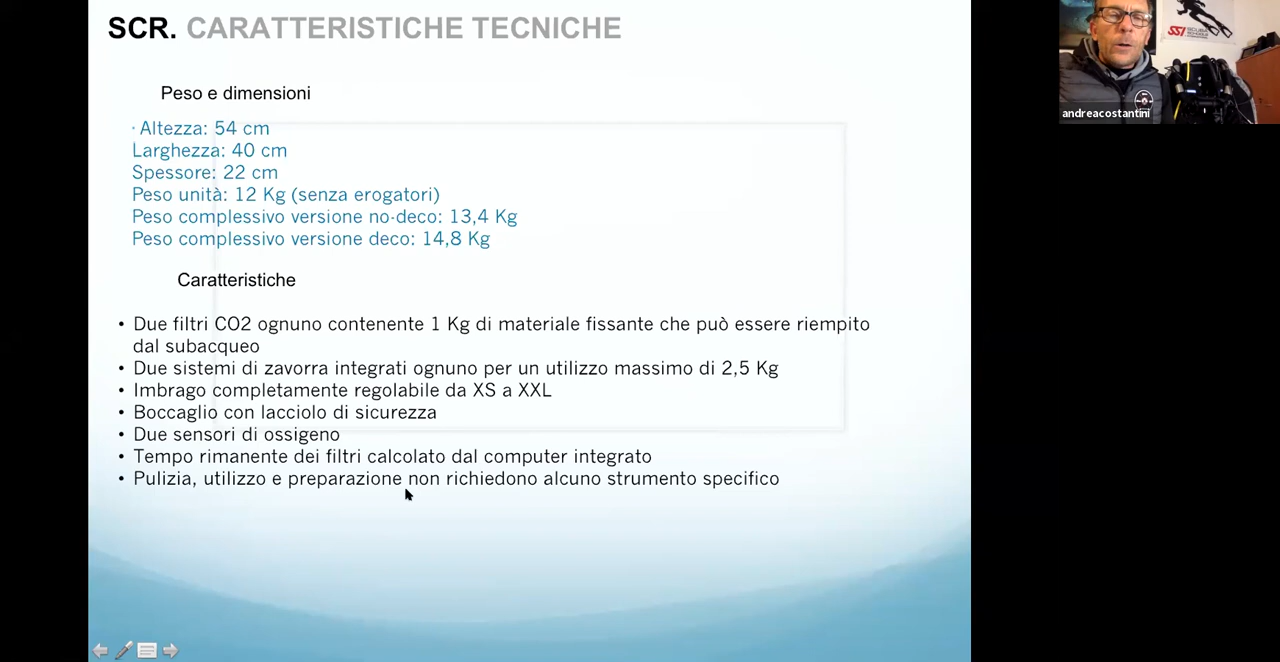 SCR. CARATTERISTICHE TECNICHE
Peso e dimensioni
· Altezza: 54 cm
Larghezza: 40 cm
Spessore: 22 cm
Peso unità: 12 Kg (senza erogatori)
Peso complessivo versione no-deco: 13,4 Kg
Peso complessivo versione deco: 14,8 Kg
Caratteristiche
• Due filtri CO2 ognuno contenente 1 Kg di materiale fissante che può essere riempito
dal subacqueo
• Due sistemi di zavorra integrati ognuno per un utilizzo massimo di 2,5 Kg
• Imbrago completamente regolabile da XS a XXL
• Boccaglio con lacciolo di sicurezza
• Due sensori di ossigeno
• Tempo rimanente dei filtri calcolato dal computer integrato
• Pulizia, utilizzo e preparazione non richiedono alcuno strumento specifico
SSI
andreacostantini